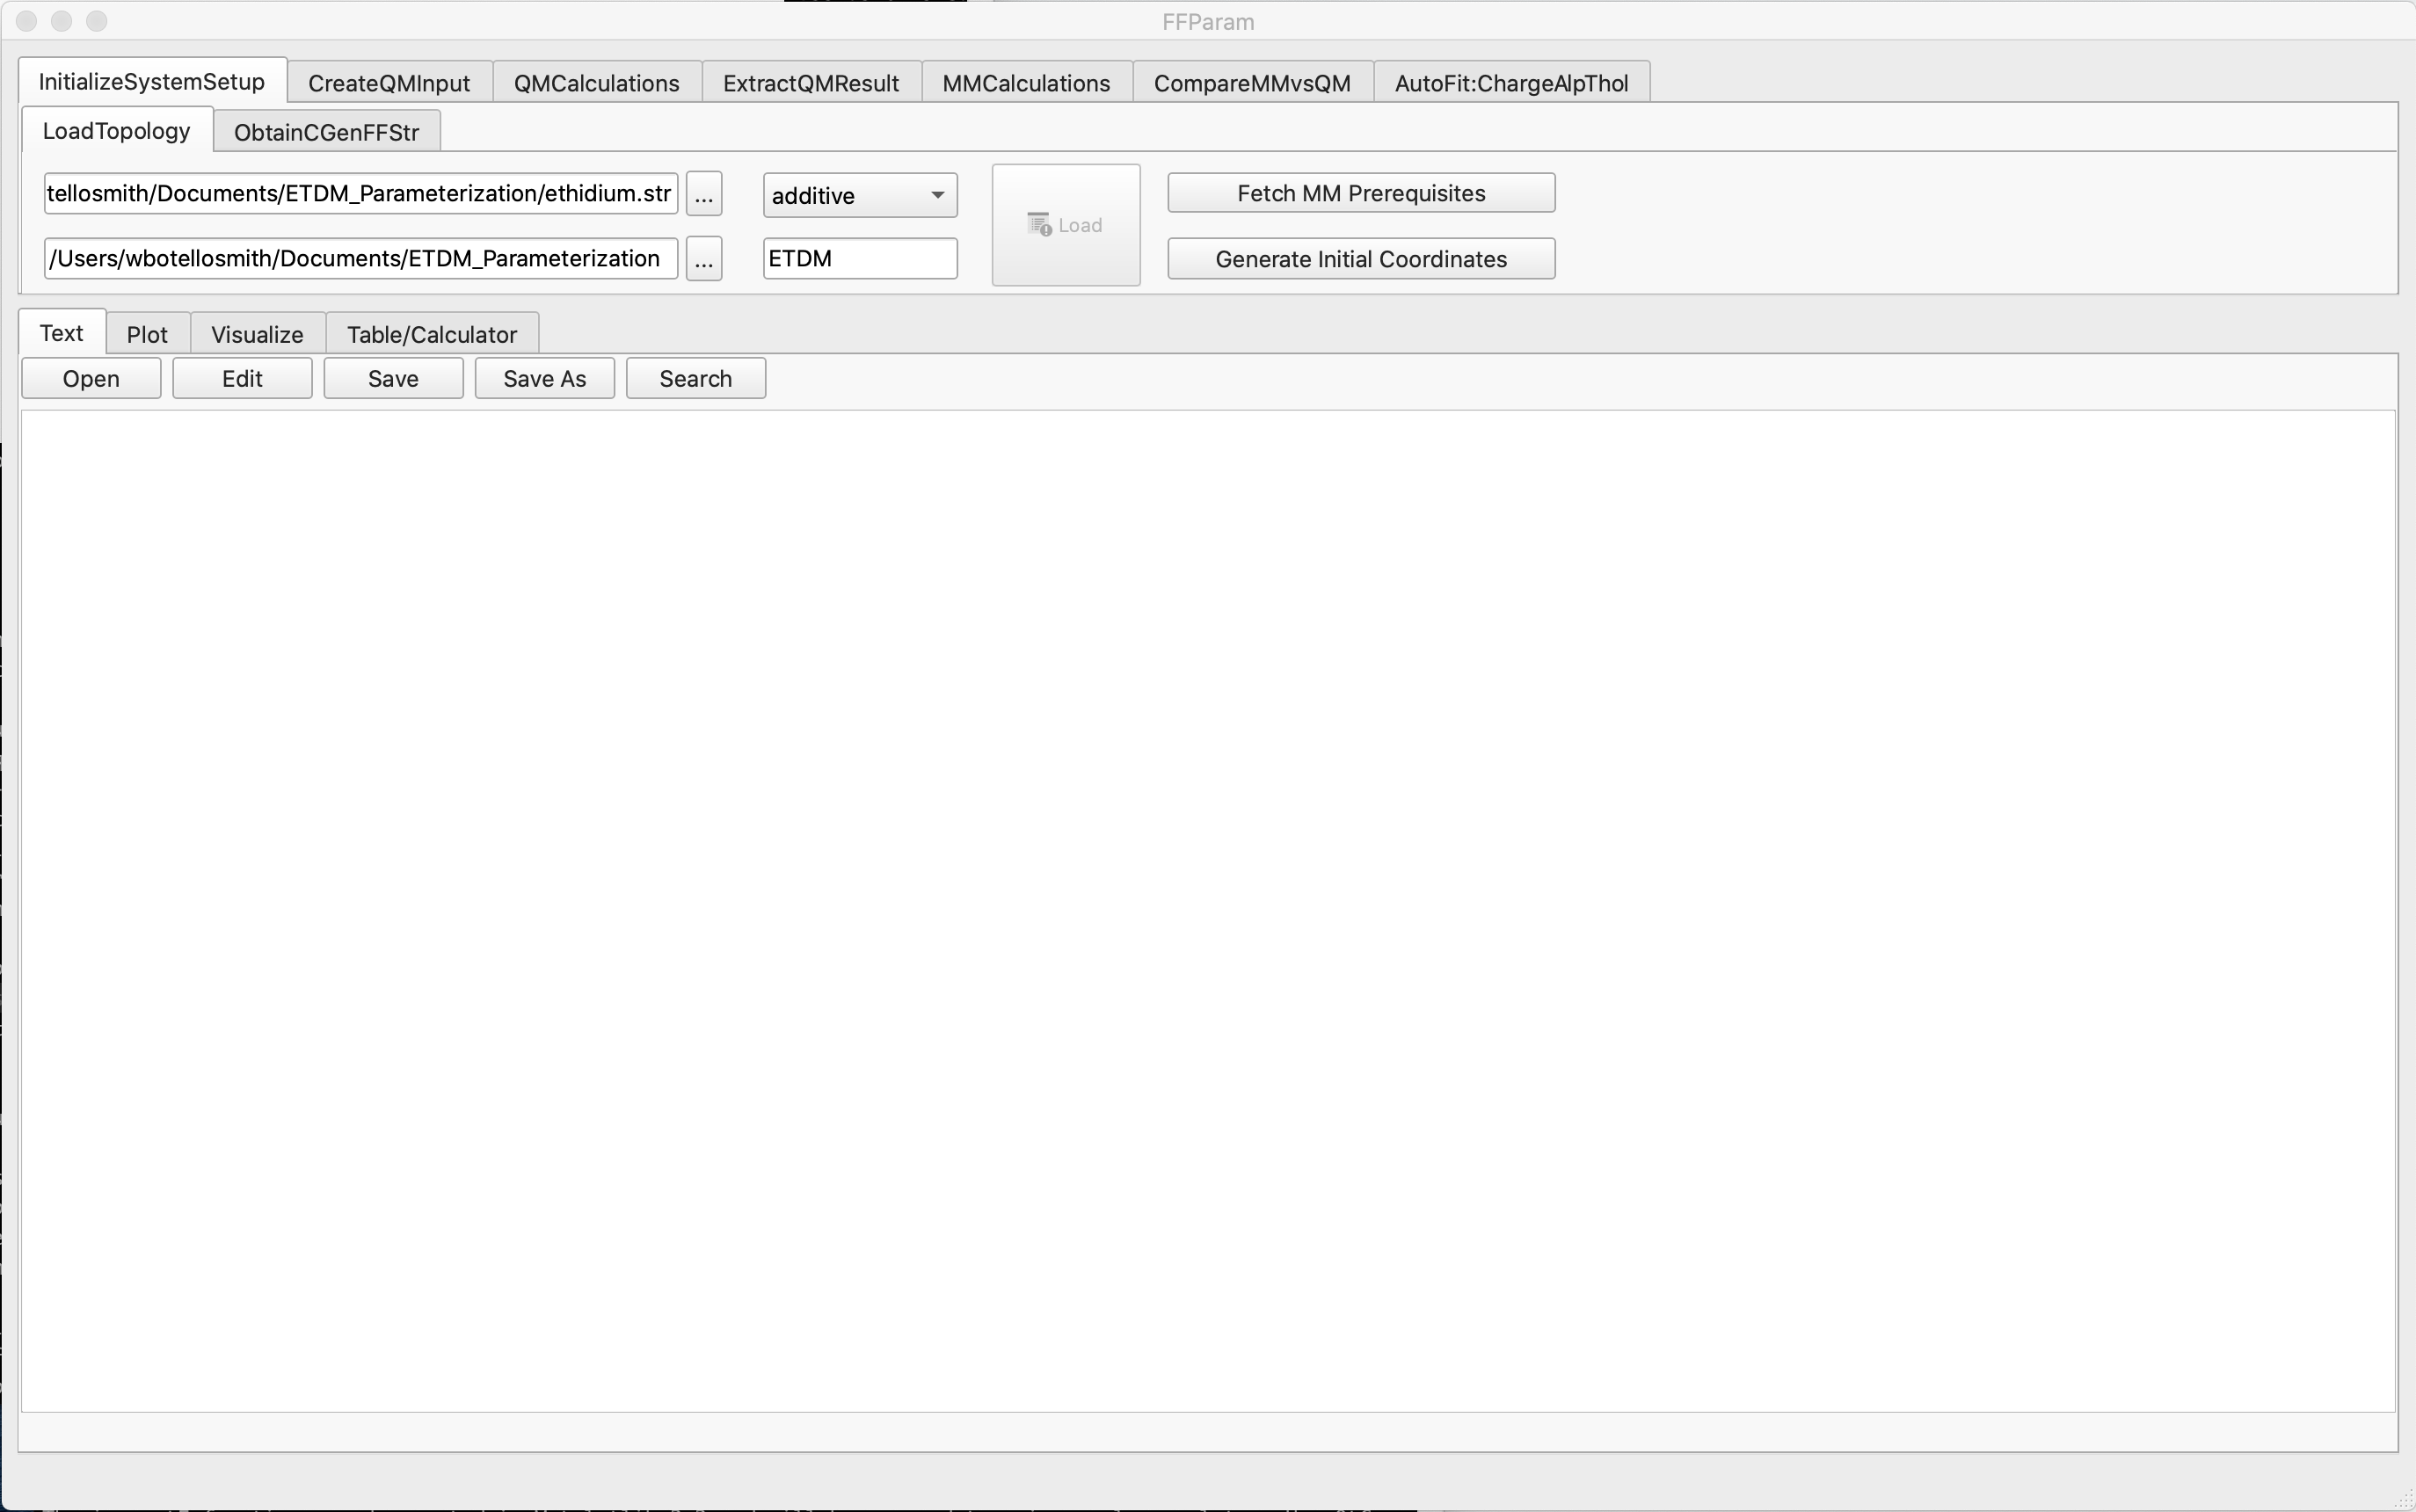 FFParam
InitializeSystemSetup CreateQMInput QMCalculations ExtractQMResult MMCalculations CompareMMvsQM AutoFit:ChargeAlpThol
LoadTopology ObtainCGenFFStr
tellosmith/Documents/ETDM_Parameterization/ethidium.str ... additive Load Fetch MM Prerequisites
/Users/wbotellosmith/Documents/ETDM_Parameterization ... ETDM Generate Initial Coordinates
Text Plot Visualize Table/Calculator
Open Edit Save Save As Search